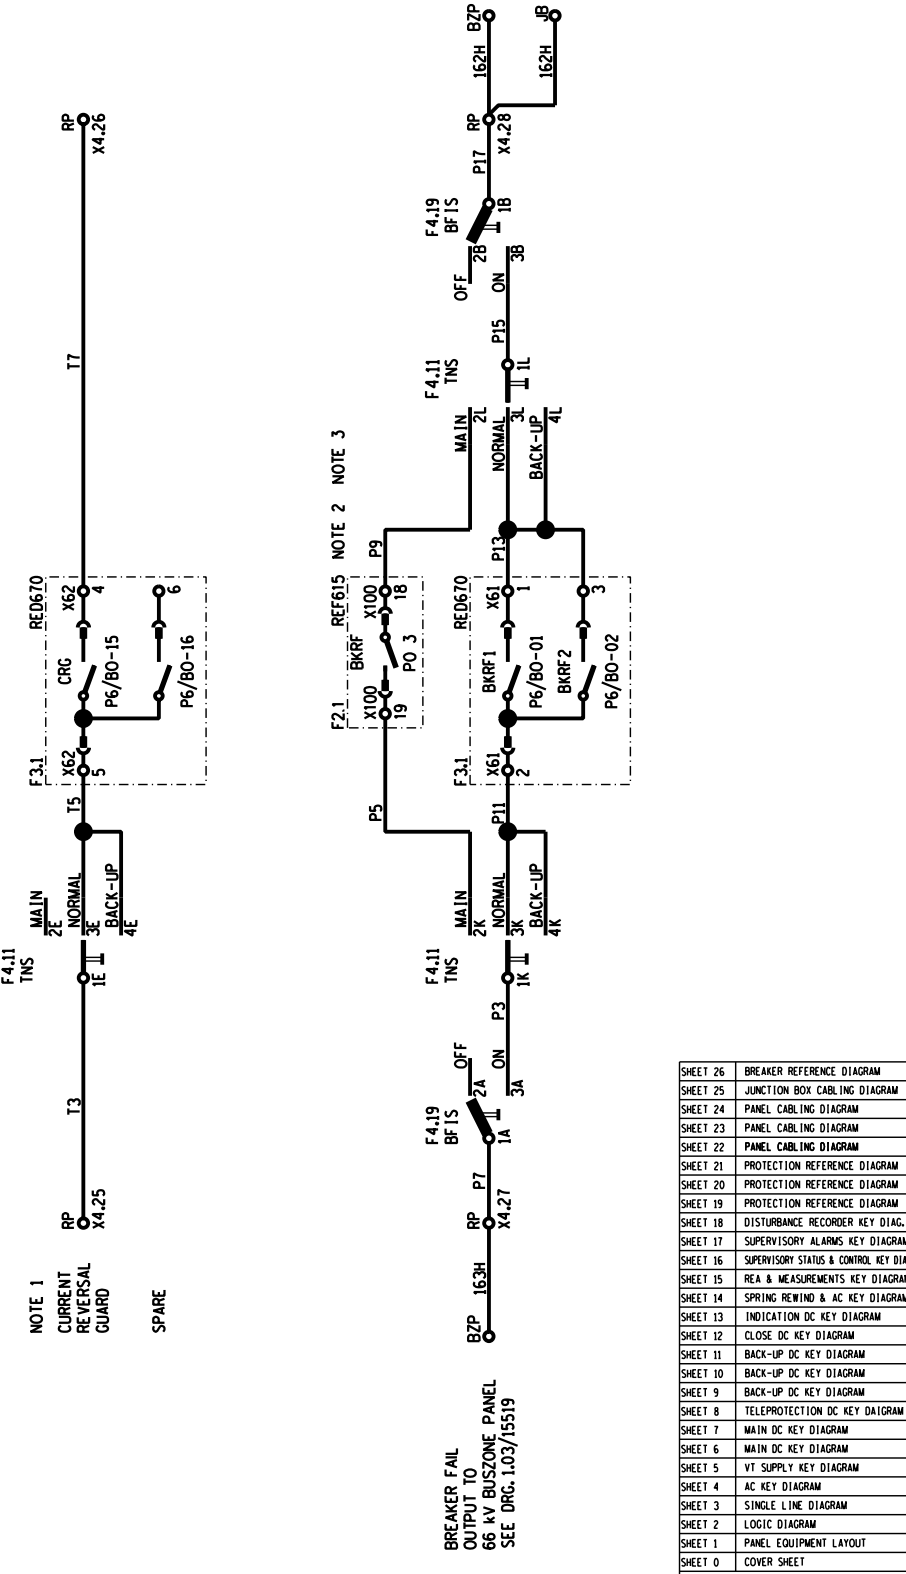 BZP
JB
162H
162H
RP
X4.26
RP
X4.28
P17
F4.19
BFIS
1B
2B
3B
OFF
ON
P15
T7
F4.11
TNS
1L
MAIN
2L
NORMAL
3L
BACK-UP
4L
REF615 NOTE 2 NOTE 3
P9
P13
RED670
X62
4
6
CRG
P6/BO-15
P6/BO-16
F3.1
X62
5
T5
X100
18
BKRF
PO 3
F2.1
X100
19
P5
RED670
X61
1
3
BKRF1
P6/BO-01
BKRF2
P6/BO-02
F3.1
X61
2
P11
F4.11
TNS
MAIN
2E
NORMAL
3E
BACK-UP
4E
1E
T3
RP
X4.25
F4.11
TNS
MAIN
2K
NORMAL
3K
BACK-UP
4K
1K
P3
F4.19
BFIS
OFF
2A
ON
3A
1A
P7
RP
X4.27
163H
BZP
NOTE 1
CURRENT
REVERSAL
GUARD
SPARE
BREAKER FAIL
OUTPUT TO
66 kV BUSZONE PANEL
SEE DRG. 1.03/15519
SHEET 26 BREAKER REFERENCE DIAGRAM
SHEET 25 JUNCTION BOX CABLING DIAGRAM
SHEET 24 PANEL CABLING DIAGRAM
SHEET 23 PANEL CABLING DIAGRAM
SHEET 22 PANEL CABLING DIAGRAM
SHEET 21 PROTECTION REFERENCE DIAGRAM
SHEET 20 PROTECTION REFERENCE DIAGRAM
SHEET 19 PROTECTION REFERENCE DIAGRAM
SHEET 18 DISTURBANCE RECORDER KEY DIAG.
SHEET 17 SUPERVISORY ALARMS KEY DIAGRAM
SHEET 16 SUPERVISORY STATUS & CONTROL KEY DIA
SHEET 15 REA & MEASUREMENTS KEY DIAGRA
SHEET 14 SPRING REWIND & AC KEY DIAGRAM
SHEET 13 INDICATION DC KEY DIAGRAM
SHEET 12 CLOSE DC KEY DIAGRAM
SHEET 11 BACK-UP DC KEY DIAGRAM
SHEET 10 BACK-UP DC KEY DIAGRAM
SHEET 9 BACK-UP DC KEY DIAGRAM
SHEET 8 TELEPROTECTION DC KEY DAIGRAM
SHEET 7 MAIN DC KEY DIAGRAM
SHEET 6 MAIN DC KEY DIAGRAM
SHEET 5 VT SUPPLY KEY DIAGRAM
SHEET 4 AC KEY DIAGRAM
SHEET 3 SINGLE LINE DIAGRAM
SHEET 2 LOGIC DIAGRAM
SHEET 1 PANEL EQUIPMENT LAYOUT
SHEET 0 COVER SHEET